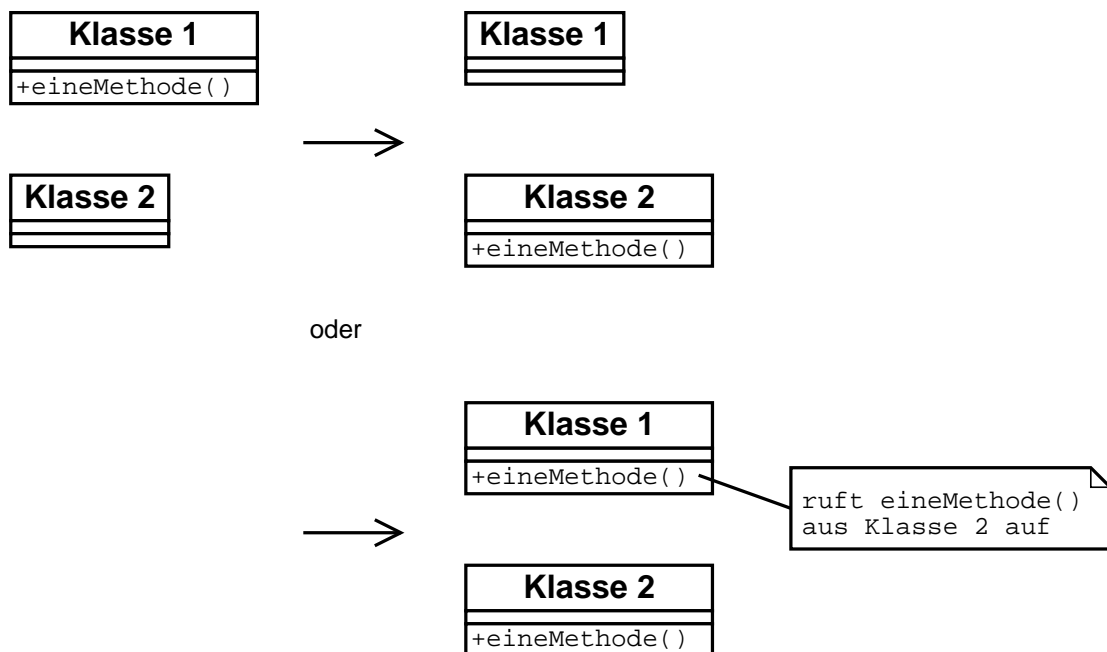 Klasse 1
+eineMethode()
Klasse 2
Klasse 1
Klasse 2
+eineMethode()
oder
Klasse 1
+eineMethode()
ruft eineMethode()
aus Klasse 2 auf
Klasse 2
+eineMethode()